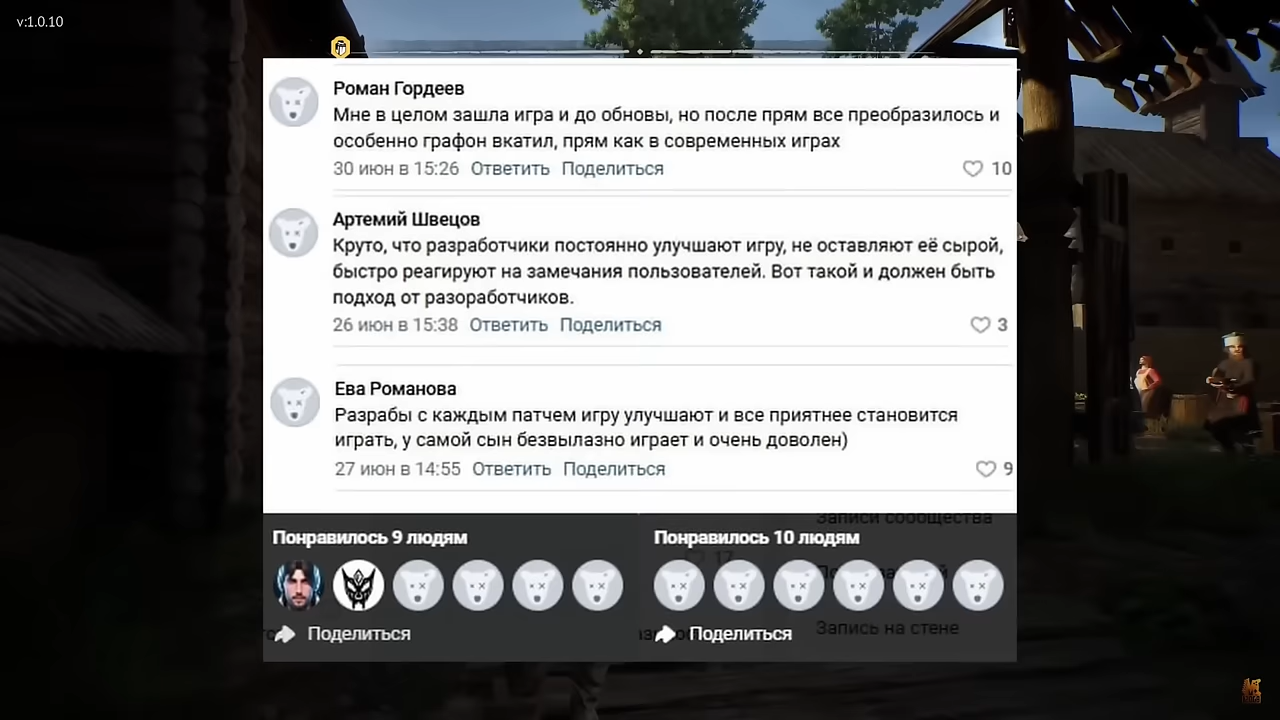 v:1.0.10
Роман Гордеев
Мне в целом зашла игра и до обновы, но после прям все преобразилось и
особенно графон вкатил, прям как в современных играх
30 июн в 15:26 Ответить Поделиться 10
Артемий Швецов
Круто, что разработчики постоянно улучшают игру, не оставляют её сырой,
быстро реагируют на замечания пользователей. Вот такой и должен быть
подход от разоработчиков.
26 июн в 15:38 Ответить Поделиться 3
Ева Романова
Разрабы с каждым патчем игру улучшают и все приятнее становится
играть, у самой сын безвылазно играет и очень доволен)
27 июн в 14:55 Ответить Поделиться 9
Записи сообщества
Понравилось 9 людям Понравилось 10 людям
17
Поделиться Поделиться
Запись на стене